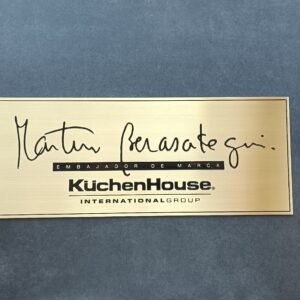 Martín Berasategui.
EMBAJADOR DE MARCA
KüchenHouse®
INTERNATIONALGROUP